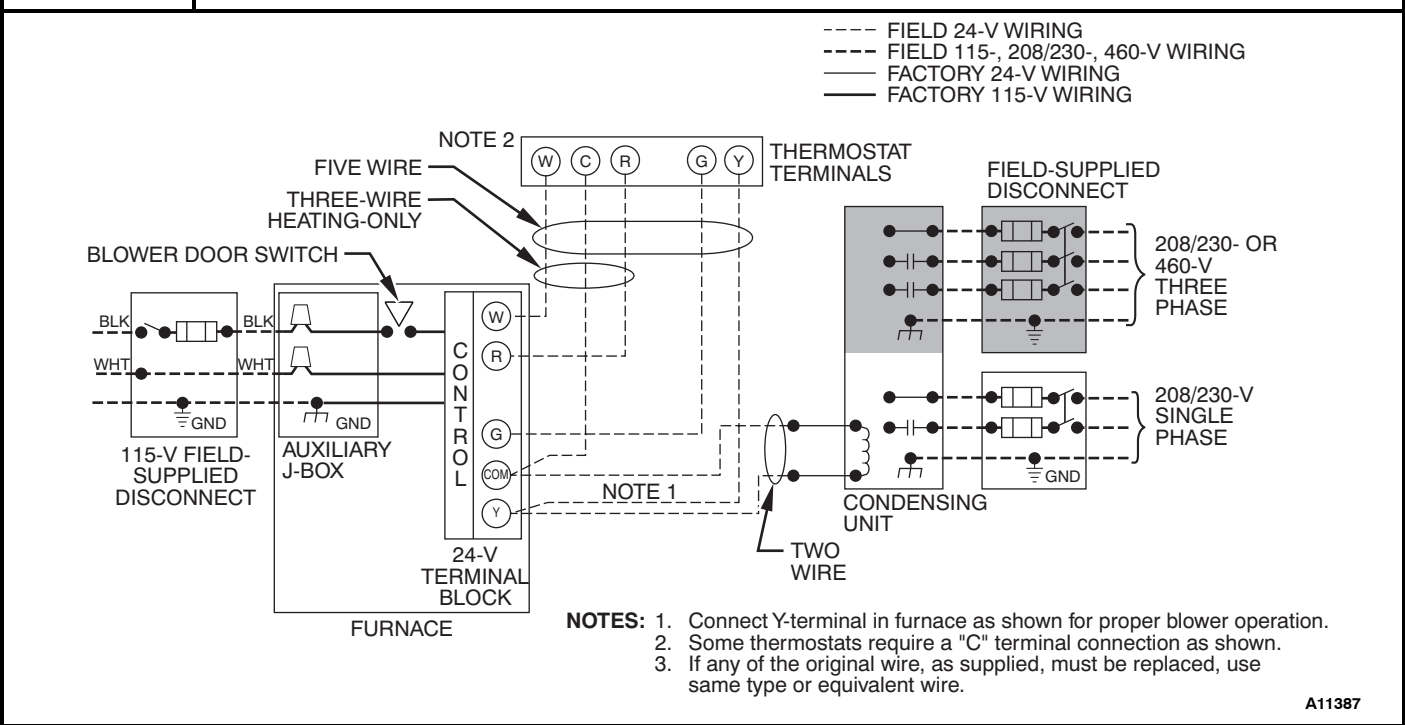 FIELD 24-V WIRING
FIELD 115-, 208/230-, 460-V WIRING
FACTORY 24-V WIRING
FACTORY 115-V WIRING
NOTE 2
W
C
R
G
Y
THERMOSTAT
TERMINALS
FIVE WIRE
THREE-WIRE
HEATING-ONLY
BLOWER DOOR SWITCH
FIELD-SUPPLIED
DISCONNECT
208/230- OR
460-V
THREE
PHASE
BLK
BLK
WHT
WHT
GND
GND
CONTROL
W
R
G
COM
Y
NOTE 1
115-V FIELD-
SUPPLIED
DISCONNECT
AUXILIARY
J-BOX
24-V
TERMINAL
BLOCK
FURNACE
TWO
WIRE
CONDENSING
UNIT
GND
208/230-V
SINGLE
PHASE
NOTES: 1. Connect Y-terminal in furnace as shown for proper blower operation.
2. Some thermostats require a "C" terminal connection as shown.
3. If any of the original wire, as supplied, must be replaced, use
same type or equivalent wire.
A11387